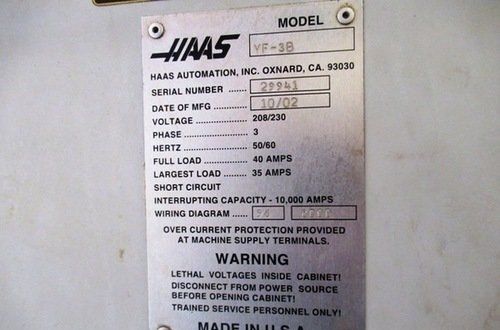 MODEL
HAAS
VF-3B
HAAS AUTOMATION, INC. OXNARD, CA. 93030
SERIAL NUMBER ...... 29941
DATE OF MFG ............ 10/02
VOLTAGE .................. 208/230
PHASE ...................... 3
HERTZ ...................... 50/60
FULL LOAD ............... 40 AMPS
LARGEST LOAD ........ 35 AMPS
SHORT CIRCUIT
INTERRUPTING CAPACITY - 10,000 AMPS
WIRING DIAGRAM .....
OVER CURRENT PROTECTION PROVIDED
AT MACHINE SUPPLY TERMINALS.
WARNING
LETHAL VOLTAGES INSIDE CABINET!
DISCONNECT FROM POWER SOURCE
BEFORE OPENING CABINET!
TRAINED SERVICE PERSONNEL ONLY!
MADE IN U.S.A.